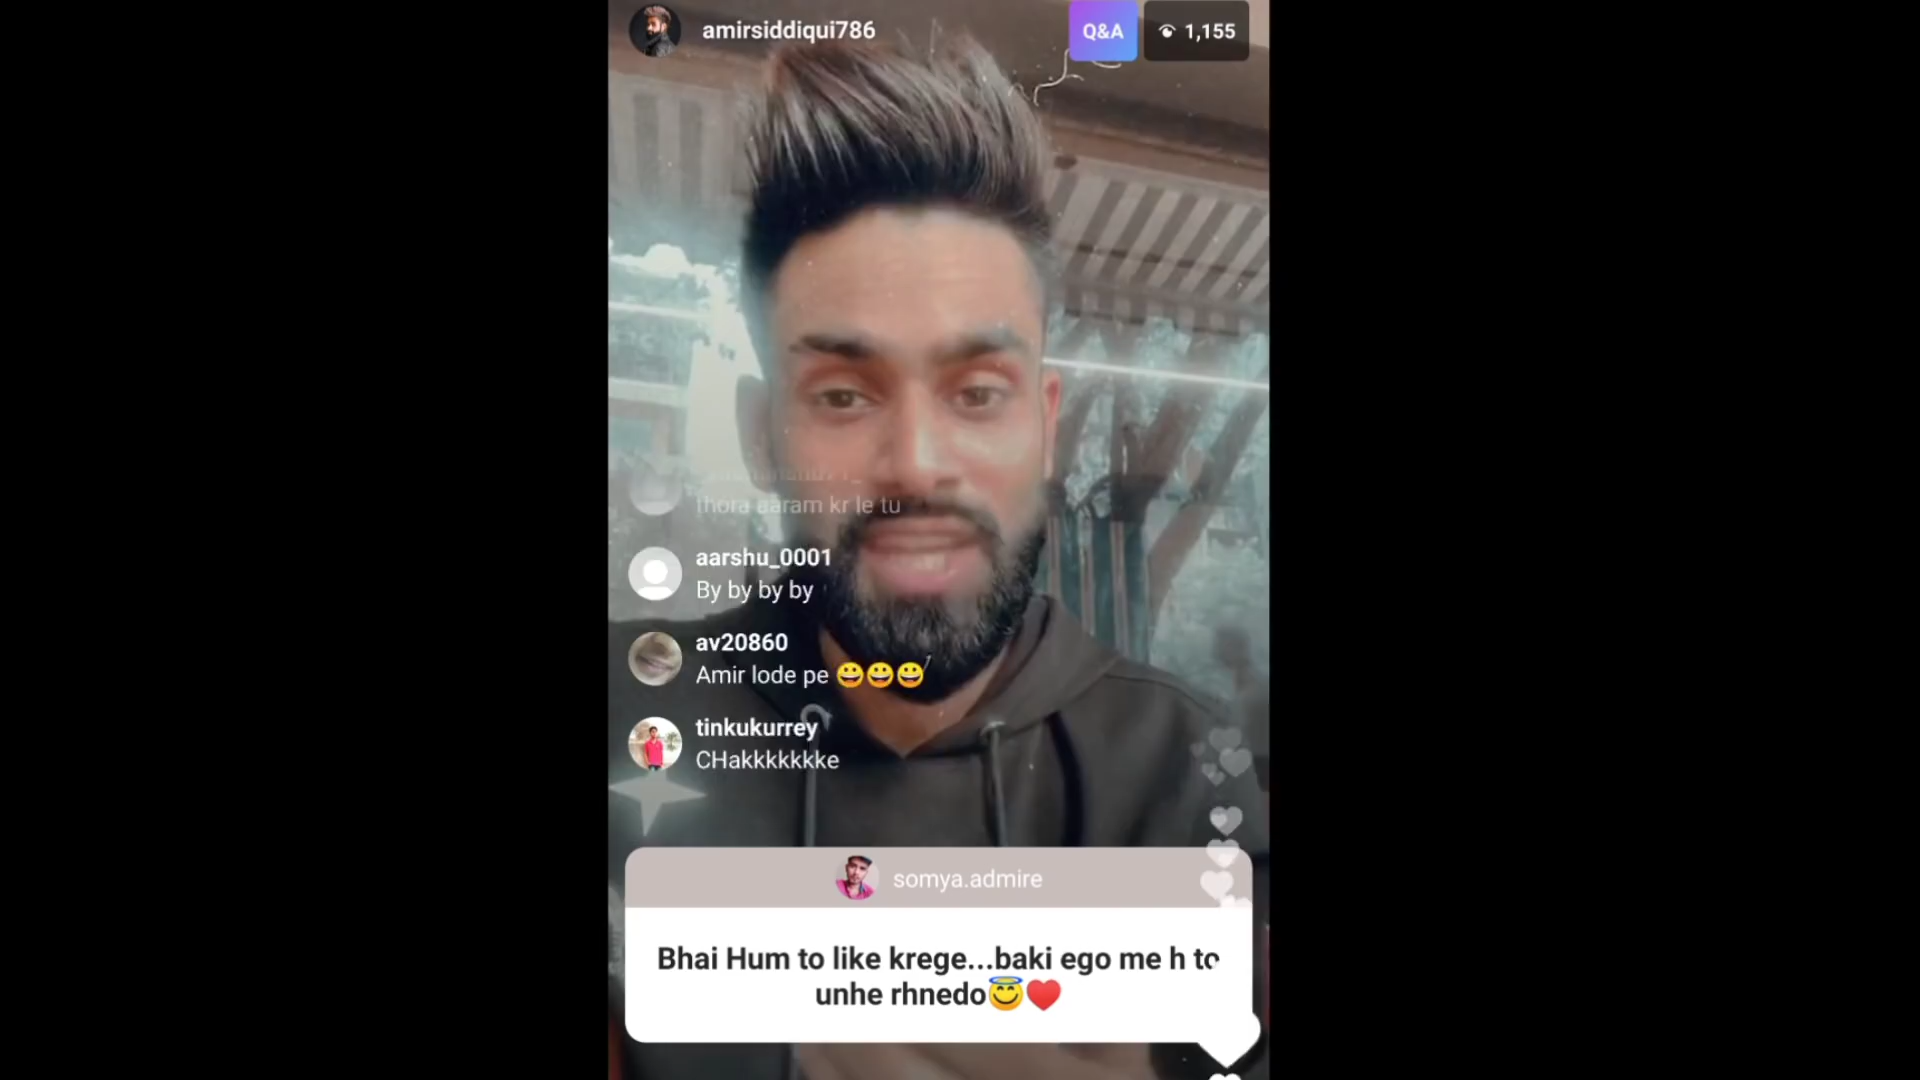 amirsiddiqui786
Q&A
1,155
thora aaram kr le tu
aarshu_0001
By by by by
av20860
Amir lode pe 😀😀😀
tinkukurrey
CHakkkkkkke
somya.admire
Bhai Hum to like krege...baki ego me h to
unhe rhnedo😇❤️